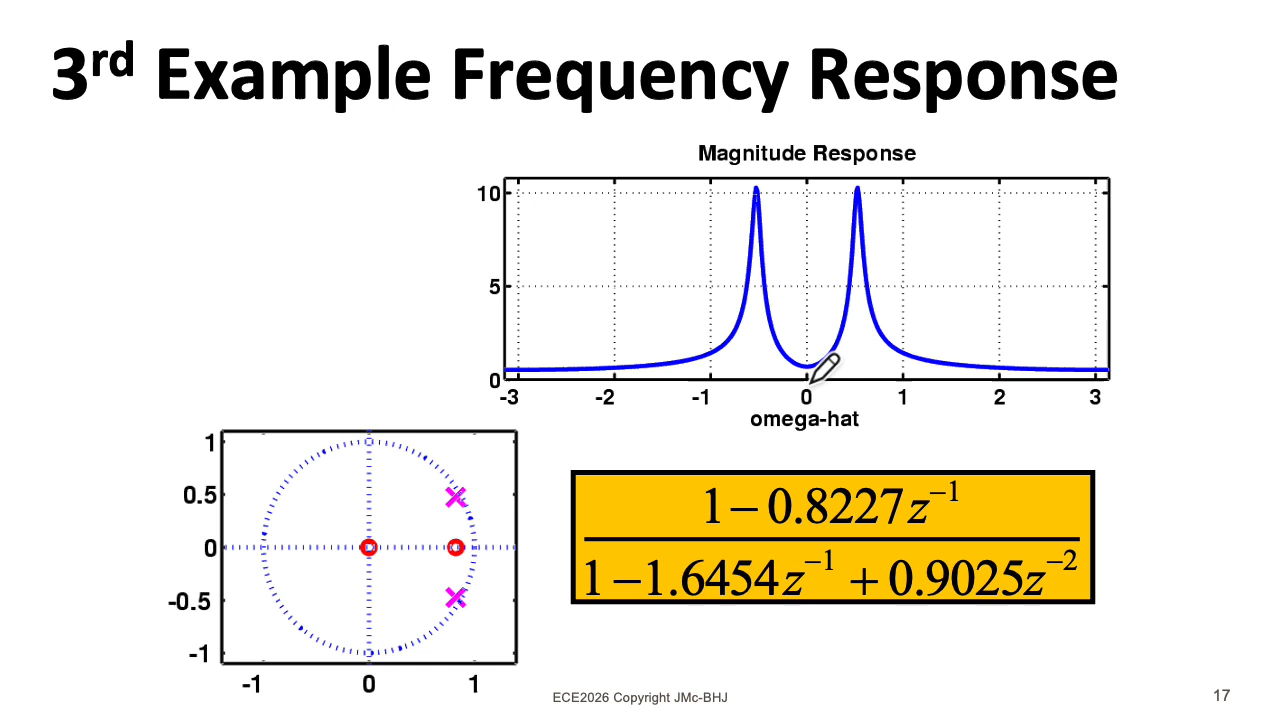 3rd Example Frequency Response
Magnitude Response
10
5
0
-3 -2 -1 0 1 2 3
omega-hat
1
0.5
0
-0.5
-1
-1 0 1
1 − 0.8227z⁻¹
1 − 1.6454z⁻¹ + 0.9025z⁻²
ECE2026 Copyright JMc-BHJ
17